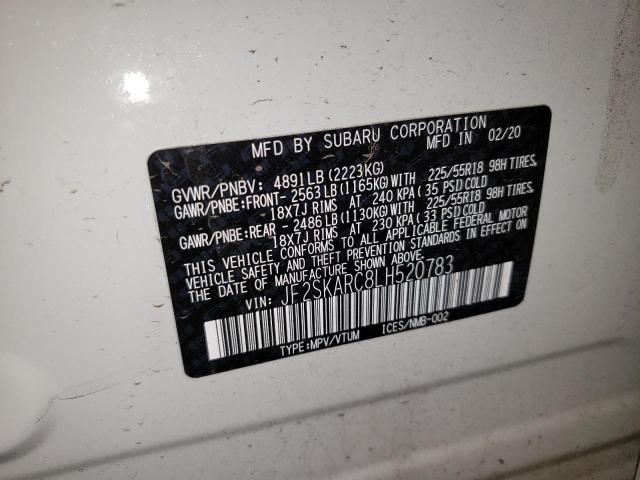 MFD BY SUBARU CORPORATION
MFD IN 02/20
GVWR/PNBV: 4891LB(2223KG)
GAWR/PNBE:FRONT- 2563LB(1165KG)WITH 225/55R18 98H TIRES,
18X7J RIMS AT 240 KPA(35 PSI)COLD
GAWR/PNBE:REAR - 2486LB(1130KG)WITH 225/55R18 98H TIRES,
18X7J RIMS AT 230 KPA(33 PSI)COLD
THIS VEHICLE CONFORMS TO ALL APPLICABLE FEDERAL MOTOR
VEHICLE SAFETY AND THEFT PREVENTION STANDARDS IN EFFECT ON
THE DATE OF MANUFACTURE SHOWN ABOVE.
VIN: JF2SKARC8LH520783
TYPE:MPV/VTUM ICES/NMB-002